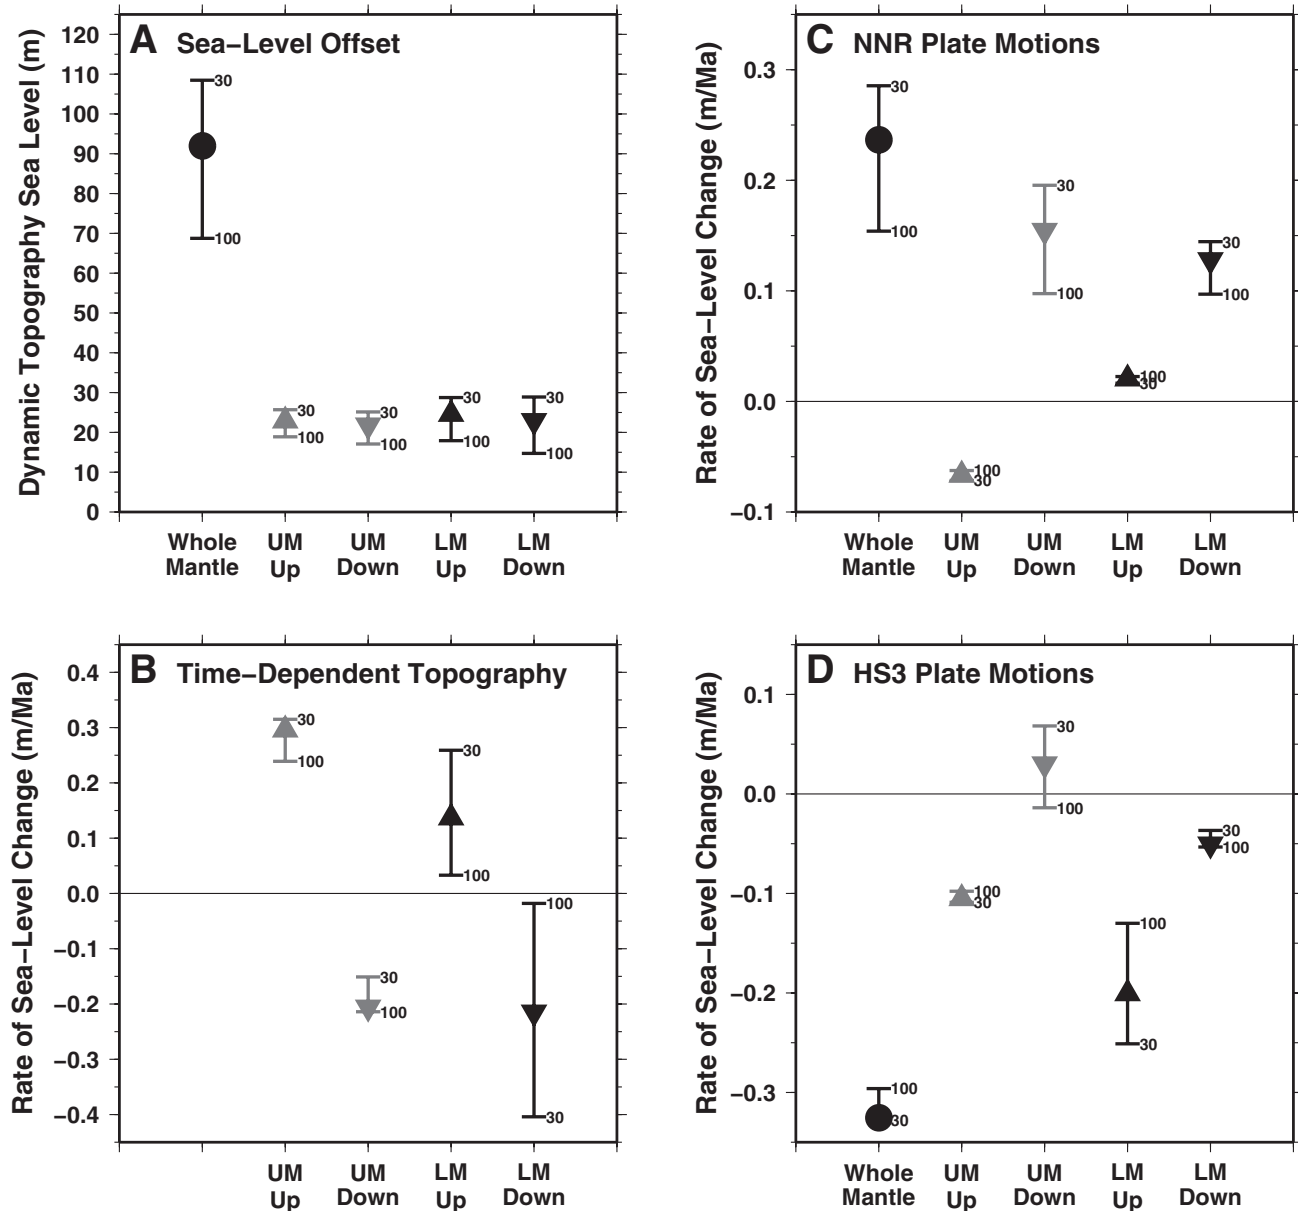 A Sea−Level Offset
Dynamic Topography Sea Level (m)
120
110
100
90
80
70
60
50
40
30
20
10
0
30
100
30
100
30
100
30
100
30
100
Whole Mantle
UM Up
UM Down
LM Up
LM Down
C NNR Plate Motions
Rate of Sea−Level Change (m/Ma)
0.3
0.2
0.1
0.0
−0.1
30
100
100
30
30
100
100
30
30
100
Whole Mantle
UM Up
UM Down
LM Up
LM Down
B Time−Dependent Topography
Rate of Sea−Level Change (m/Ma)
0.4
0.3
0.2
0.1
0.0
−0.1
−0.2
−0.3
−0.4
30
100
30
100
30
100
100
30
UM Up
UM Down
LM Up
LM Down
D HS3 Plate Motions
Rate of Sea−Level Change (m/Ma)
0.1
0.0
−0.1
−0.2
−0.3
100
30
100
30
30
100
100
30
30
100
Whole Mantle
UM Up
UM Down
LM Up
LM Down